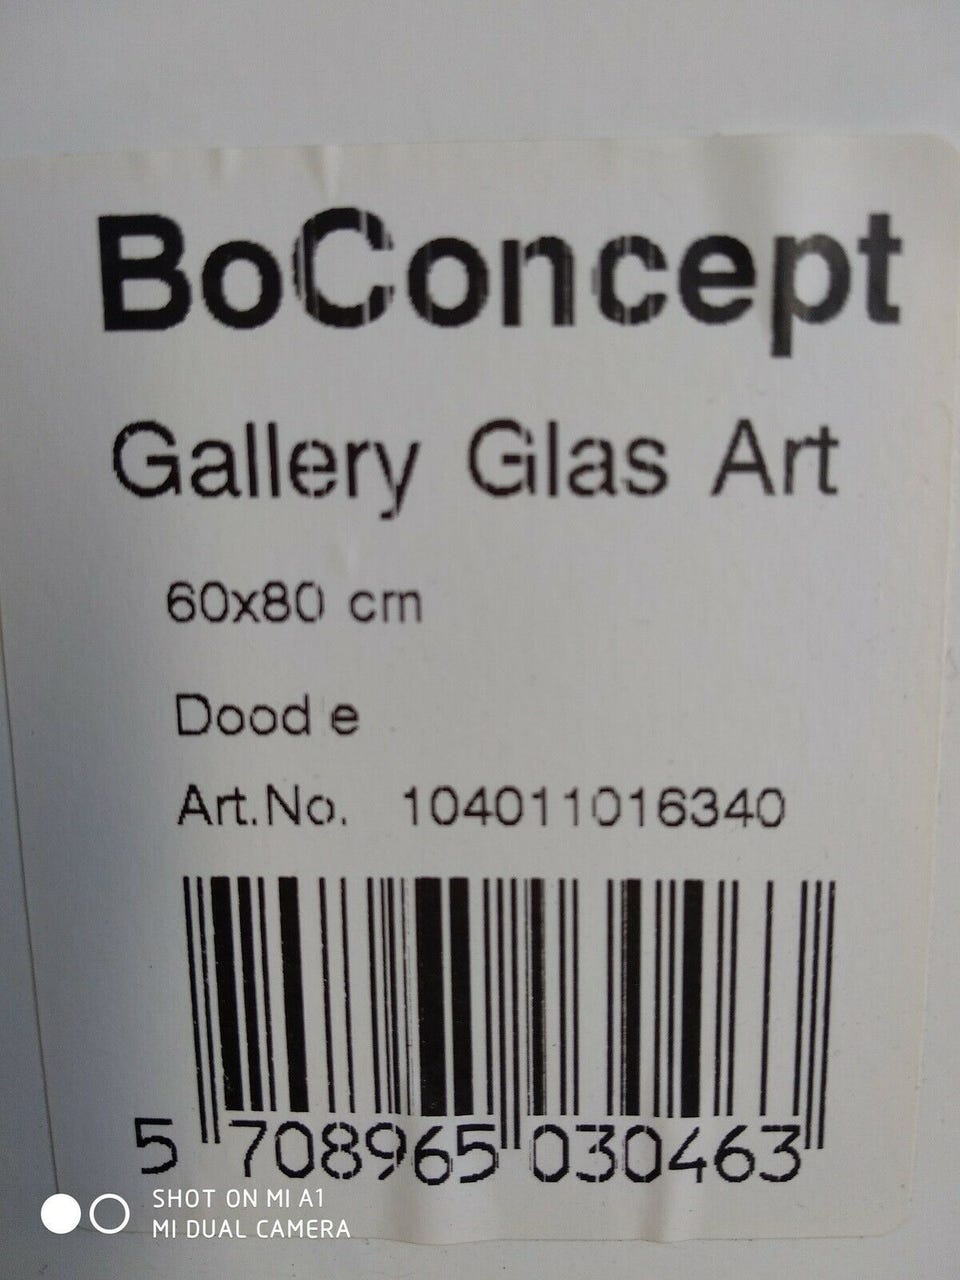 BoConcept
Gallery Glas Art
60x80 cm
Doodle
Art.No. 104011016340
5 708965 030463
SHOT ON MI A1
MI DUAL CAMERA